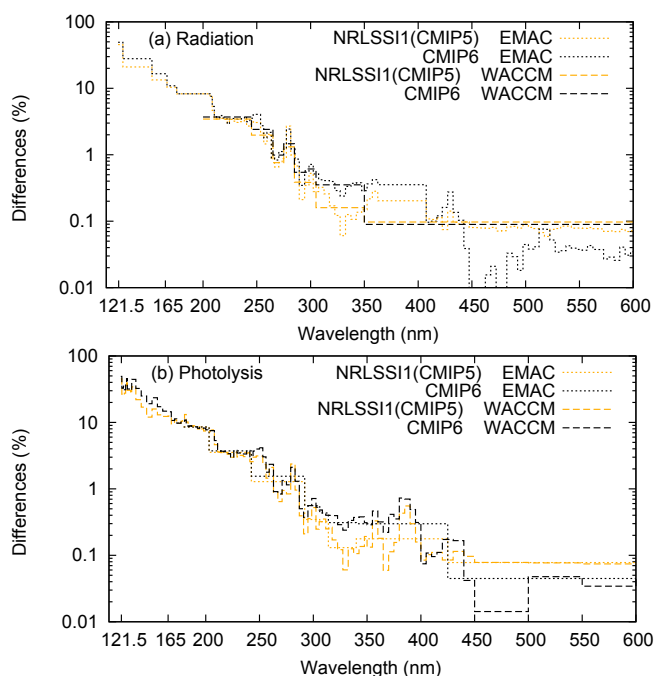 (a) Radiation
NRLSSI1(CMIP5) EMAC
CMIP6 EMAC
NRLSSI1(CMIP5) WACCM
CMIP6 WACCM
Differences (%)
100
10
1
0.1
0.01
121.5 165 200 250 300 350 400 450 500 550 600
Wavelength (nm)
(b) Photolysis
NRLSSI1(CMIP5) EMAC
CMIP6 EMAC
NRLSSI1(CMIP5) WACCM
CMIP6 WACCM
Differences (%)
100
10
1
0.1
0.01
121.5 165 200 250 300 350 400 450 500 550 600
Wavelength (nm)